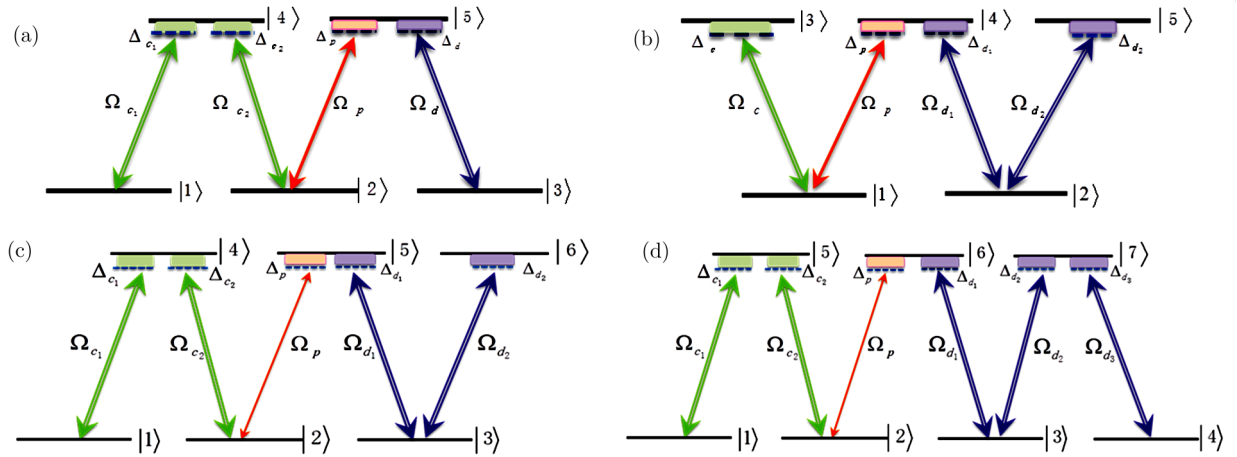 (a)
|4⟩ |5⟩
Δc₁ Δc₂ Δp Δd
Ωc₁ Ωc₂ Ωp Ωd
|1⟩ |2⟩ |3⟩
(b)
|3⟩ |4⟩ |5⟩
Δc Δp Δd₁ Δd₂
Ωc Ωp Ωd₁ Ωd₂
|1⟩ |2⟩
(c)
|4⟩ |5⟩ |6⟩
Δc₁ Δc₂ Δp Δd₁ Δd₂
Ωc₁ Ωc₂ Ωp Ωd₁ Ωd₂
|1⟩ |2⟩ |3⟩
(d)
|5⟩ |6⟩ |7⟩
Δc₁ Δc₂ Δp Δd₁ Δd₂ Δd₃
Ωc₁ Ωc₂ Ωp Ωd₁ Ωd₂ Ωd₃
|1⟩ |2⟩ |3⟩ |4⟩